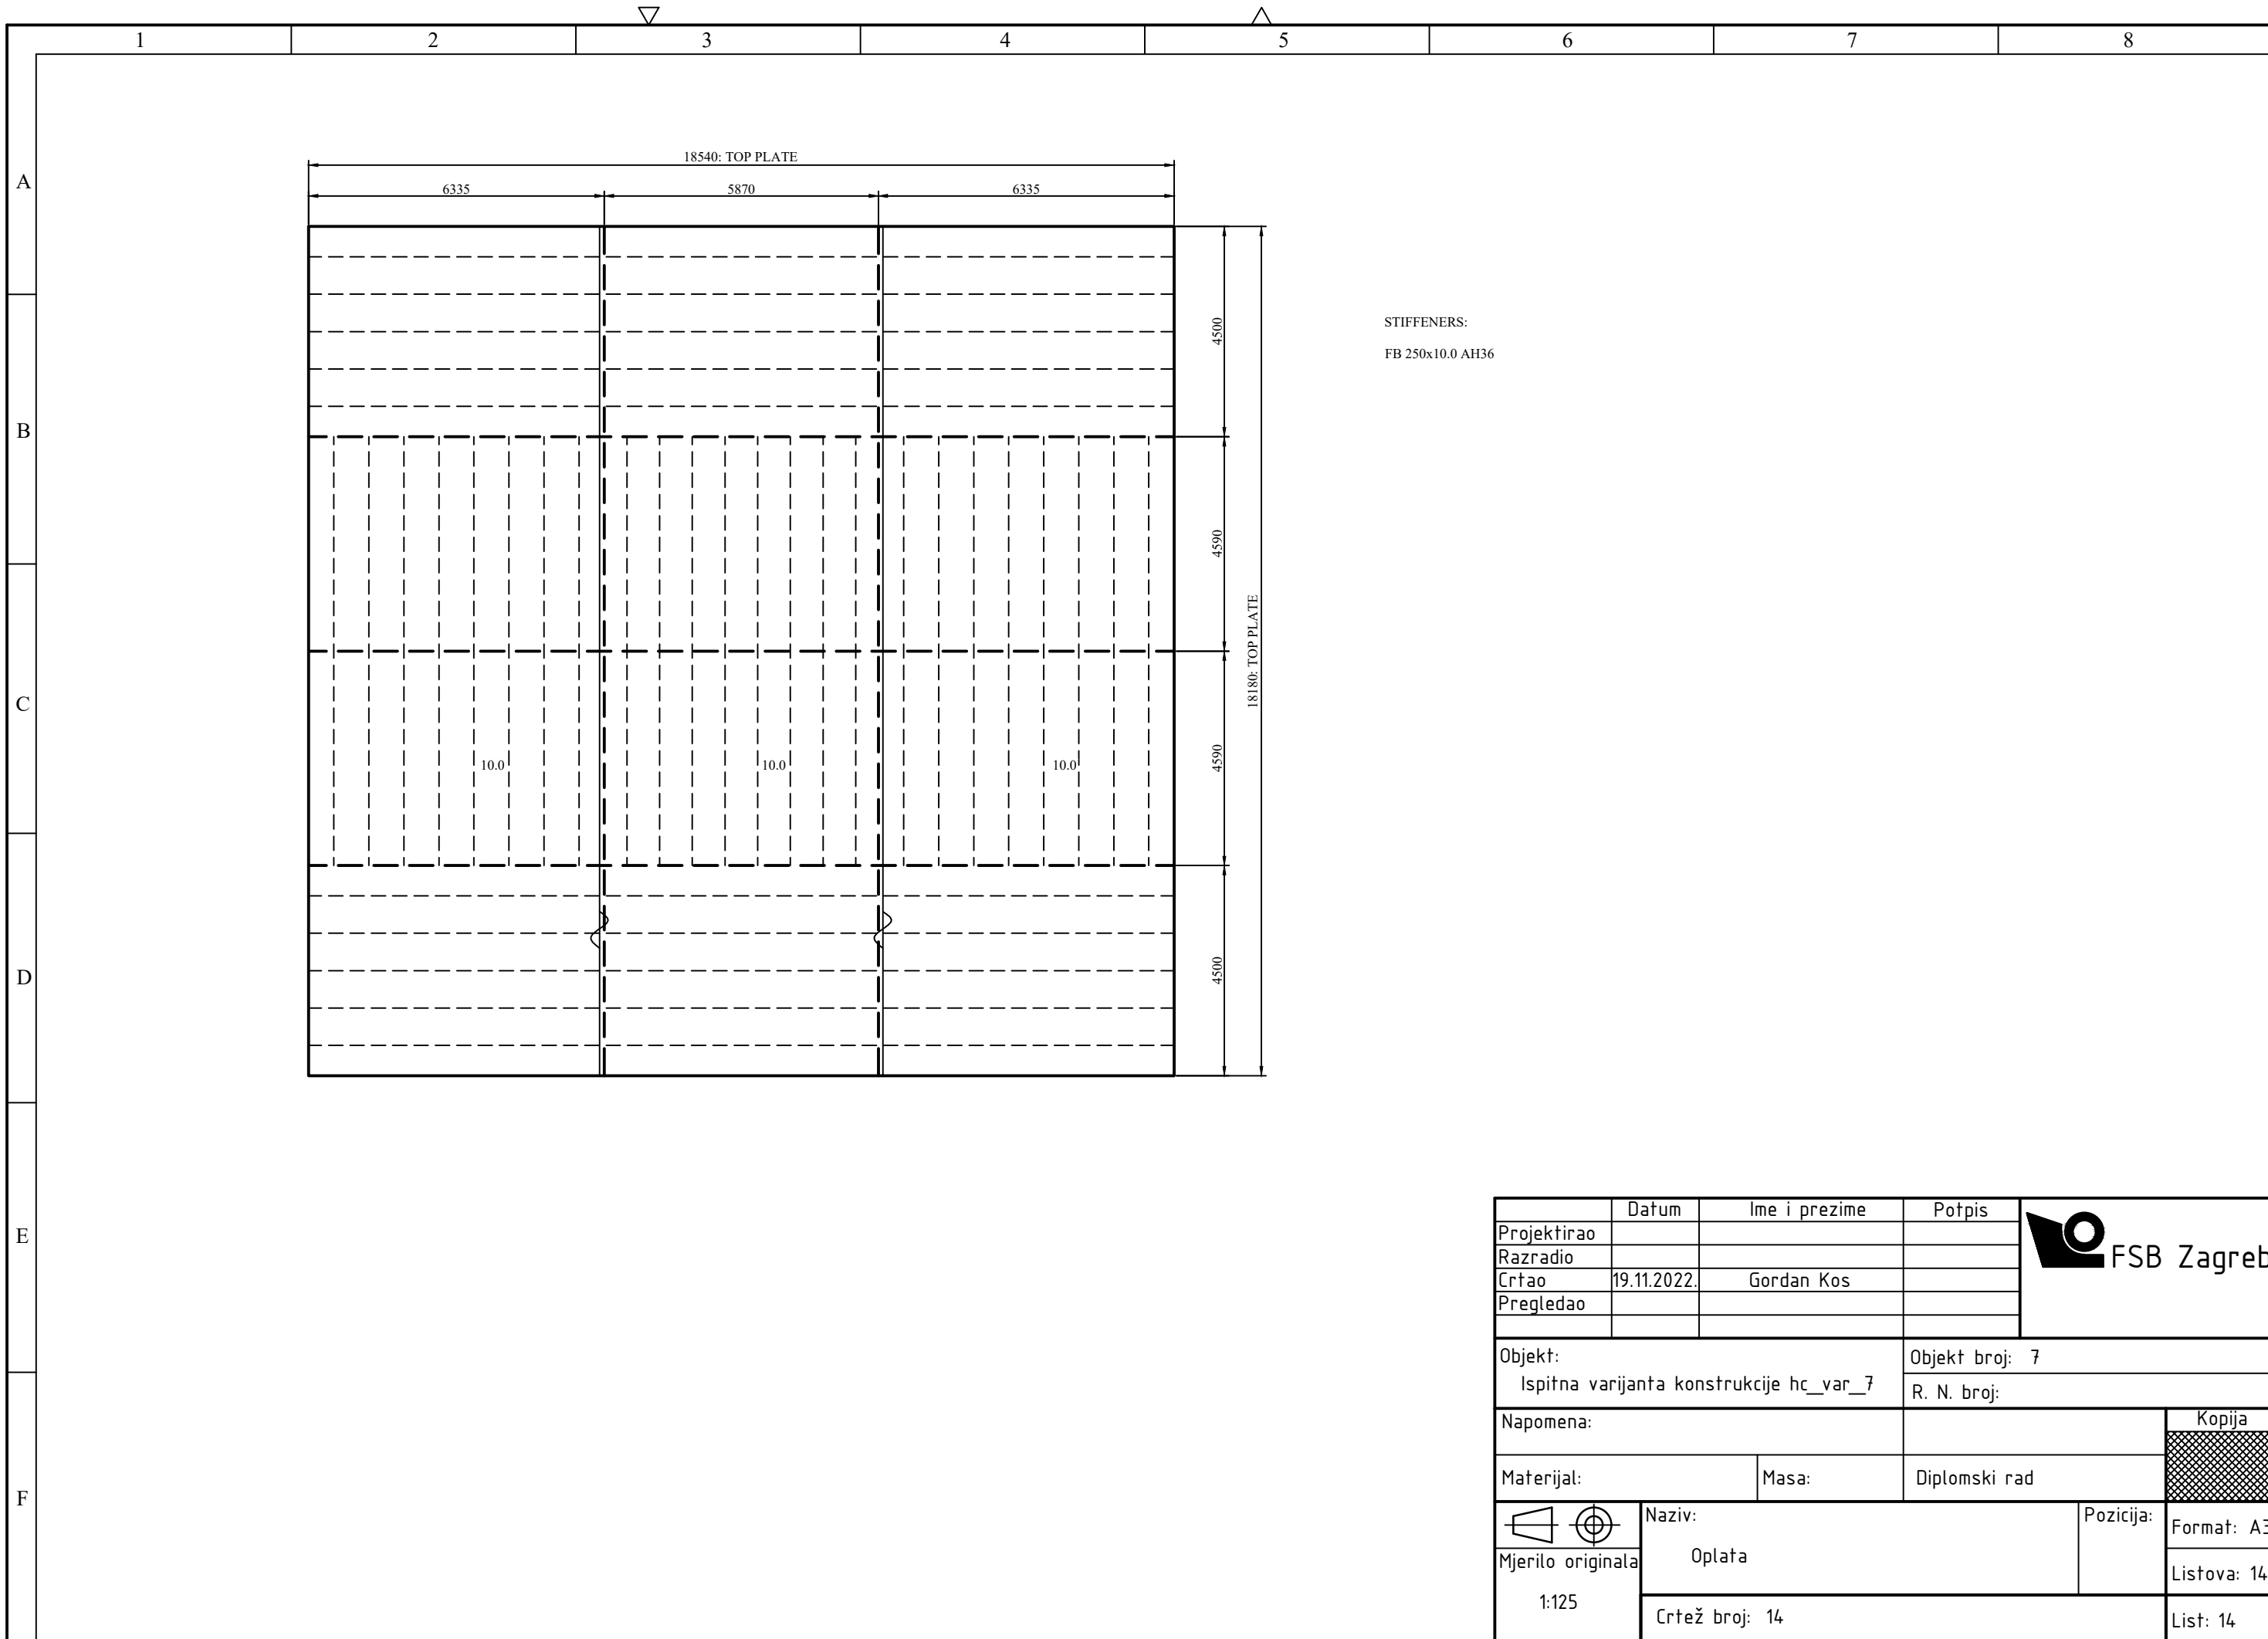 1 2 3 4 5 6 7 8
A
B
C
D
E
F
18540: TOP PLATE
6335 5870 6335
4500
4590
4590
4500
18180: TOP PLATE
10.0 10.0 10.0
STIFFENERS:
FB 250x10.0 AH36
Datum Ime i prezime Potpis
Projektirao
Razradio
Crtao 19.11.2022. Gordan Kos
Pregledao
FSB Zagreb
Objekt:
Ispitna varijanta konstrukcije hc_var_7
Objekt broj: 7
R. N. broj:
Napomena:
Kopija
Materijal: Masa: Diplomski rad
Naziv:
Oplata
Pozicija:
Format: A3
Mjerilo originala
1:125
Listova: 14
Crtež broj: 14
List: 14